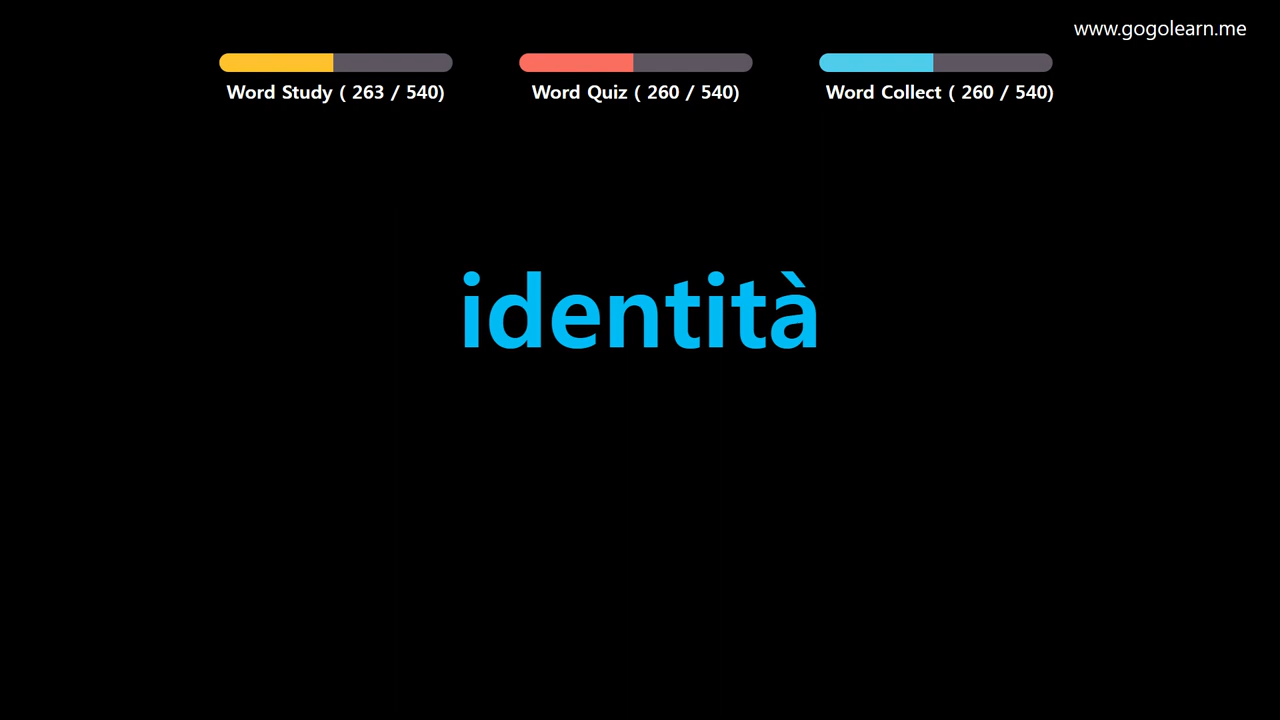 www.gogolearn.me
Word Study ( 263 / 540)
Word Quiz ( 260 / 540)
Word Collect ( 260 / 540)
identità